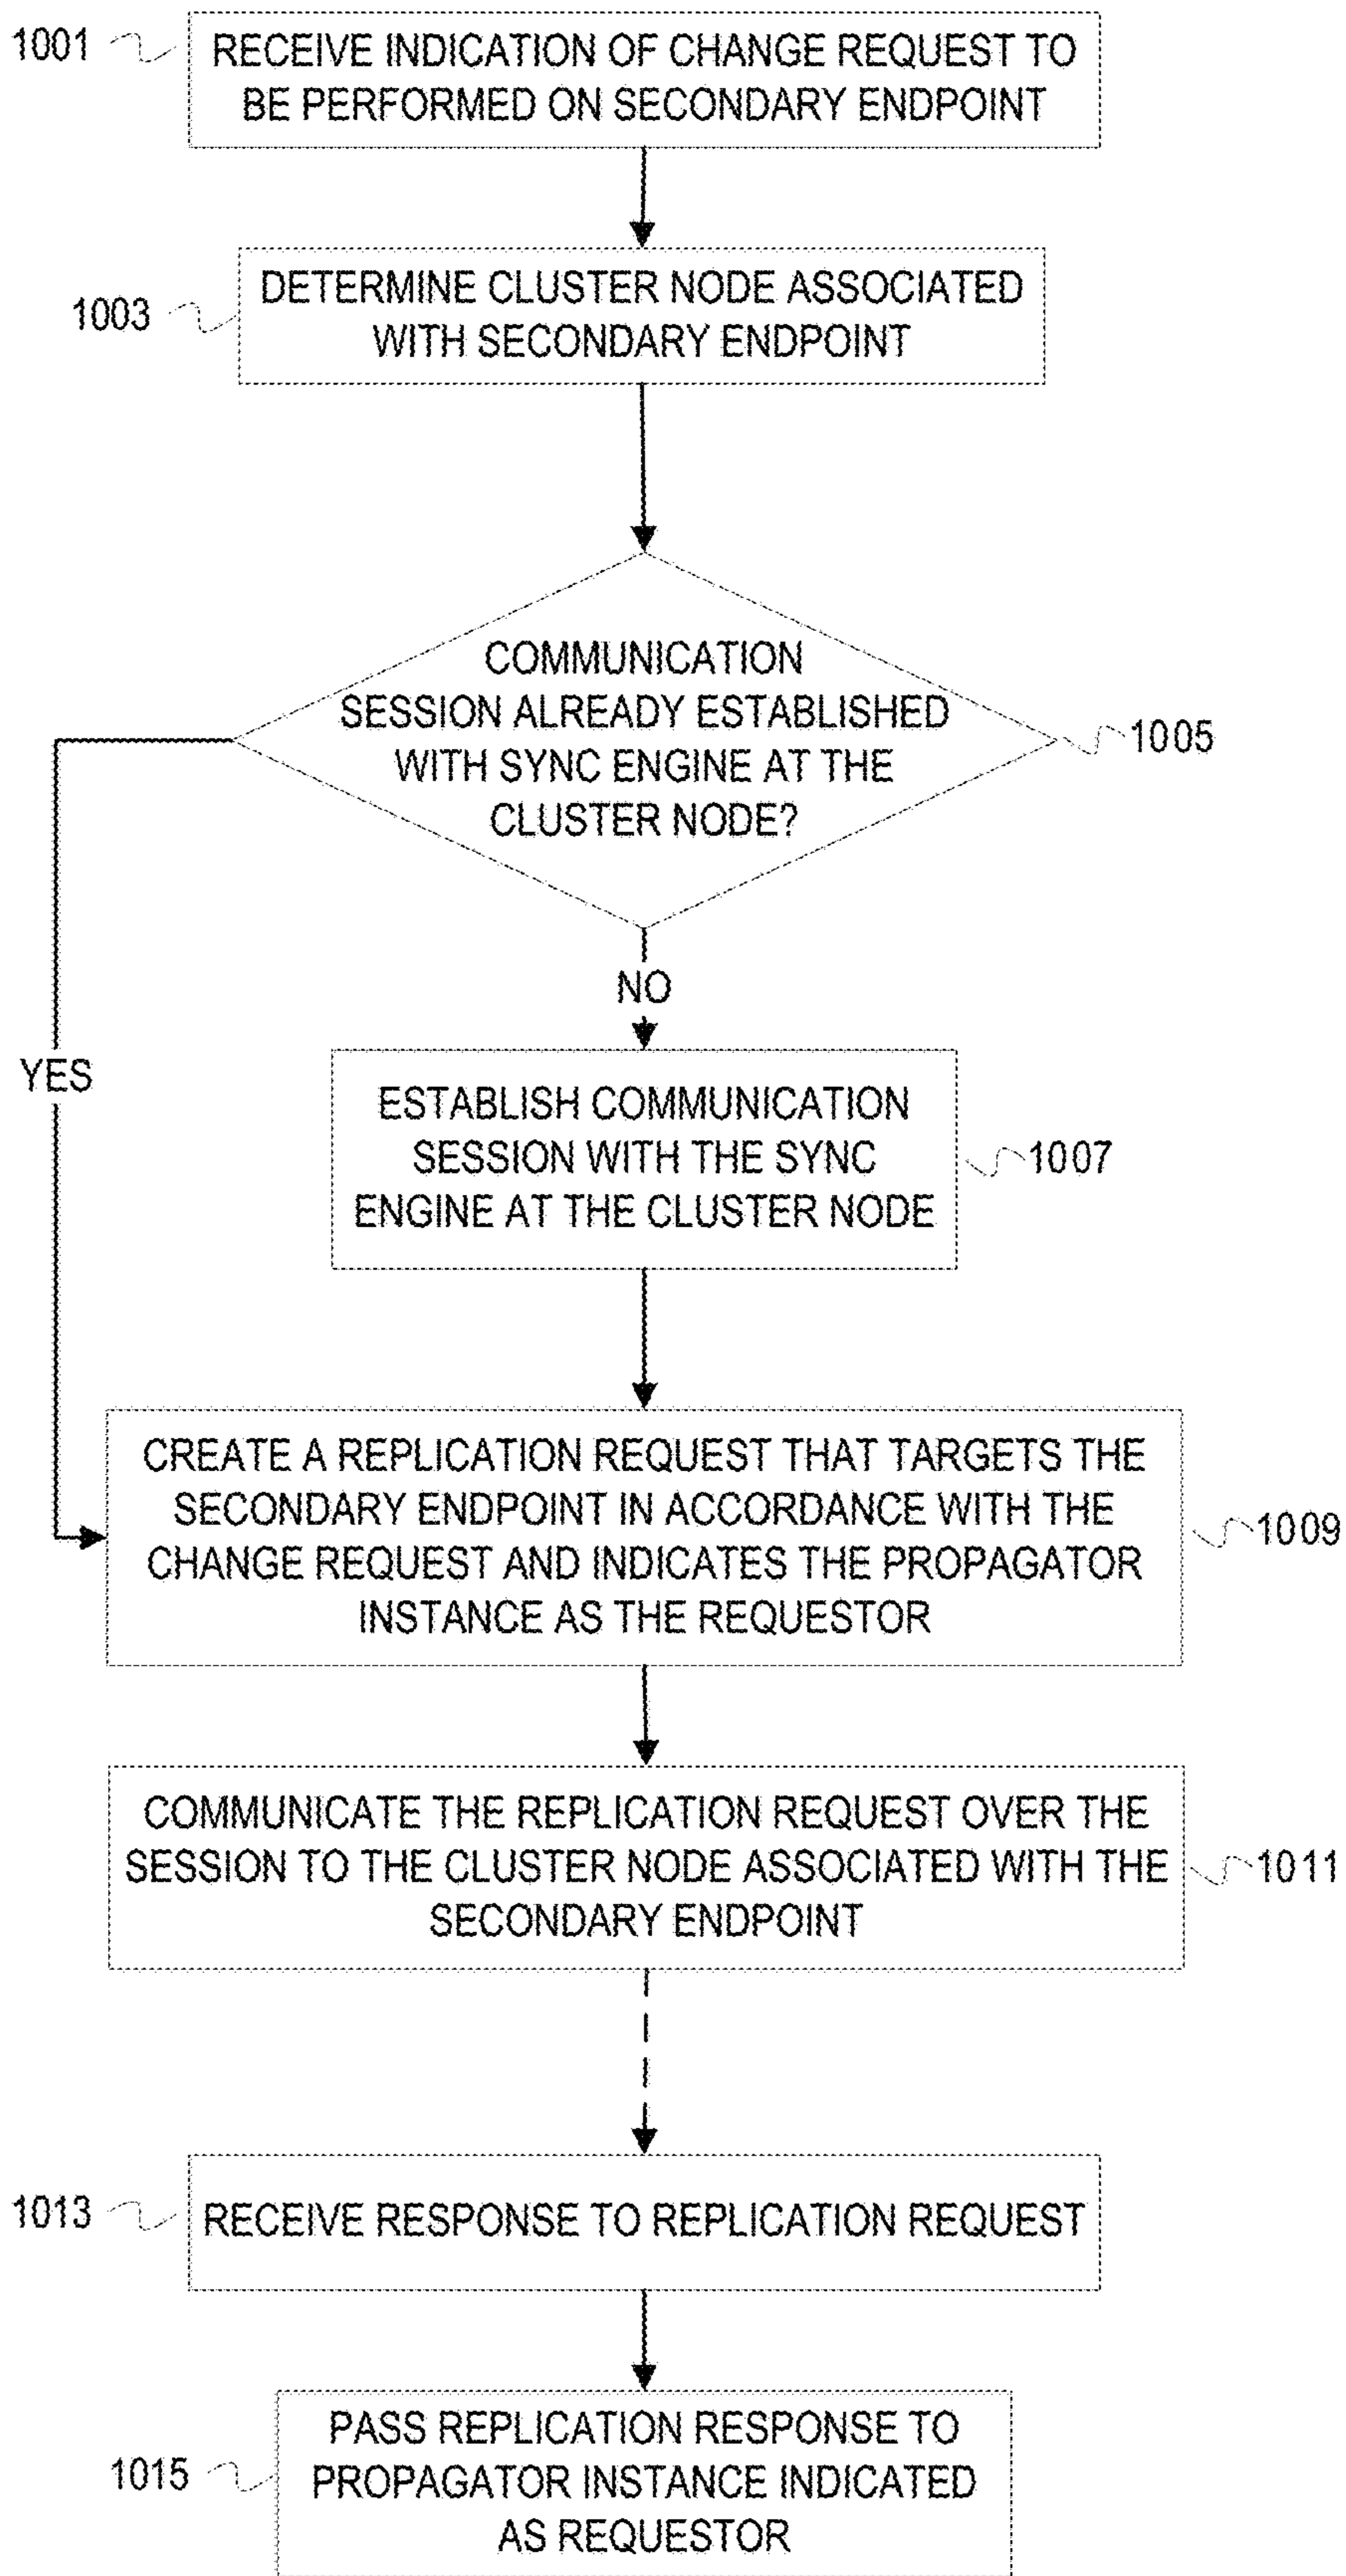 1001
RECEIVE INDICATION OF CHANGE REQUEST TO
BE PERFORMED ON SECONDARY ENDPOINT
1003
DETERMINE CLUSTER NODE ASSOCIATED
WITH SECONDARY ENDPOINT
COMMUNICATION
SESSION ALREADY ESTABLISHED
WITH SYNC ENGINE AT THE
CLUSTER NODE?
1005
NO
YES
ESTABLISH COMMUNICATION
SESSION WITH THE SYNC
ENGINE AT THE CLUSTER NODE
1007
CREATE A REPLICATION REQUEST THAT TARGETS THE
SECONDARY ENDPOINT IN ACCORDANCE WITH THE
CHANGE REQUEST AND INDICATES THE PROPAGATOR
INSTANCE AS THE REQUESTOR
1009
COMMUNICATE THE REPLICATION REQUEST OVER THE
SESSION TO THE CLUSTER NODE ASSOCIATED WITH THE
SECONDARY ENDPOINT
1011
1013
RECEIVE RESPONSE TO REPLICATION REQUEST
1015
PASS REPLICATION RESPONSE TO
PROPAGATOR INSTANCE INDICATED
AS REQUESTOR